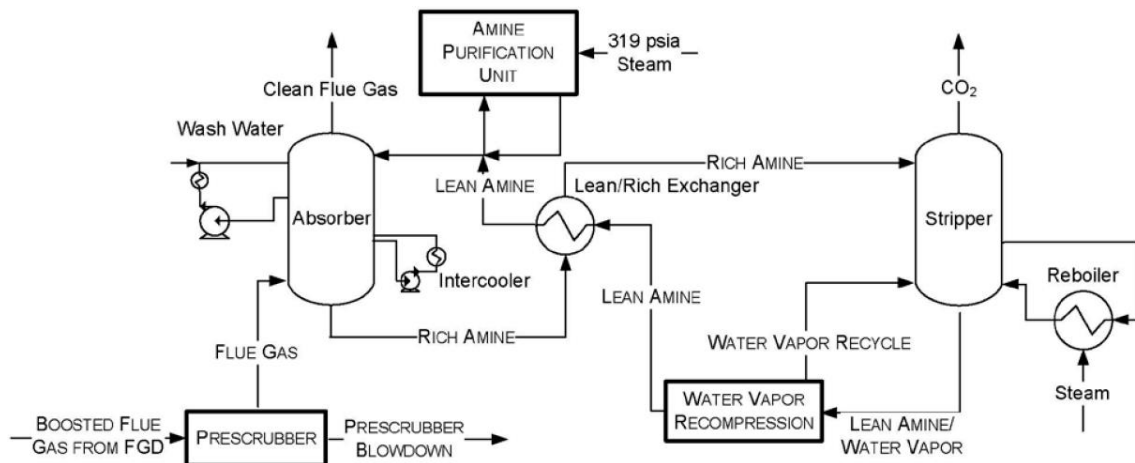 AMINE
PURIFICATION
UNIT
319 psia
Steam
Clean Flue Gas
CO2
Wash Water
RICH AMINE
LEAN AMINE
Lean/Rich Exchanger
Absorber
Stripper
Intercooler
Reboiler
LEAN AMINE
RICH AMINE
FLUE GAS
WATER VAPOR RECYCLE
Steam
BOOSTED FLUE
GAS FROM FGD
PRESCRUBBER
PRESCRUBBER
BLOWDOWN
WATER VAPOR
RECOMPRESSION
LEAN AMINE/
WATER VAPOR